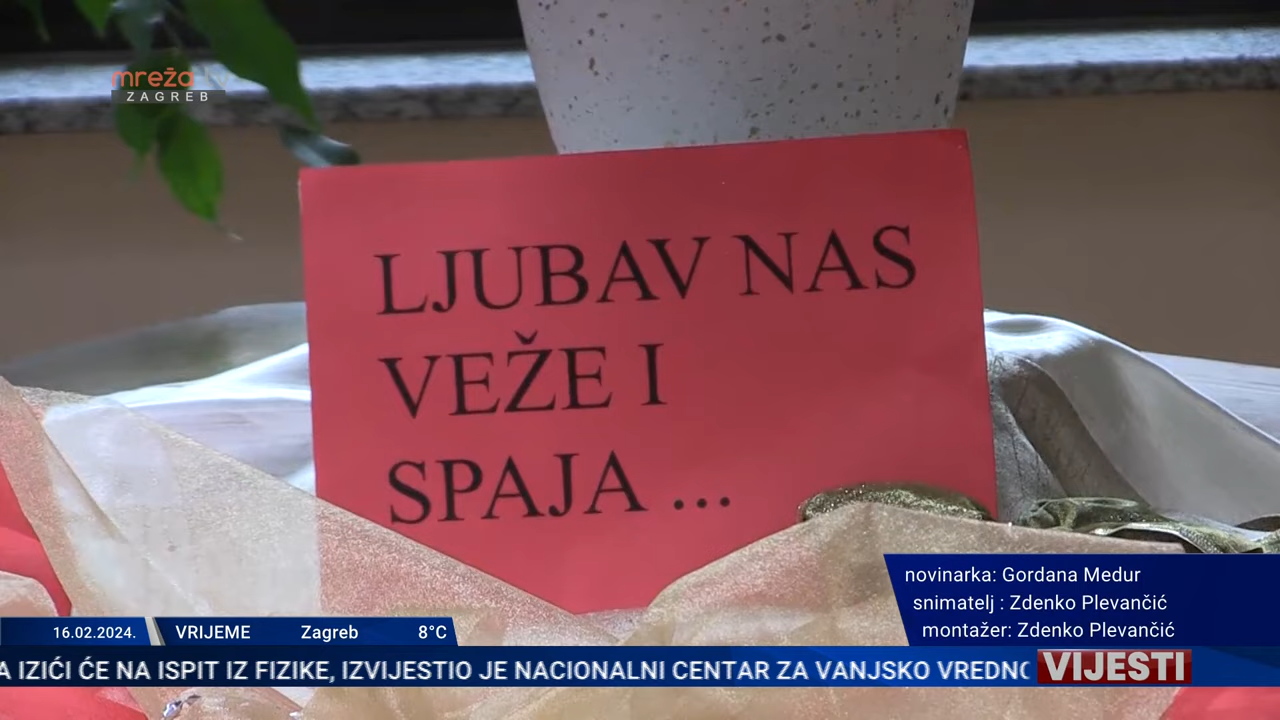 mreža tv
ZAGREB
LJUBAV NAS
VEŽE I
SPAJA ...
novinarka: Gordana Medur
snimatelj : Zdenko Plevančić
montažer: Zdenko Plevančić
16.02.2024. VRIJEME Zagreb 8°C
A IZIĆI ĆE NA ISPIT IZ FIZIKE, IZVIJESTIO JE NACIONALNI CENTAR ZA VANJSKO VREDNO VIJESTI